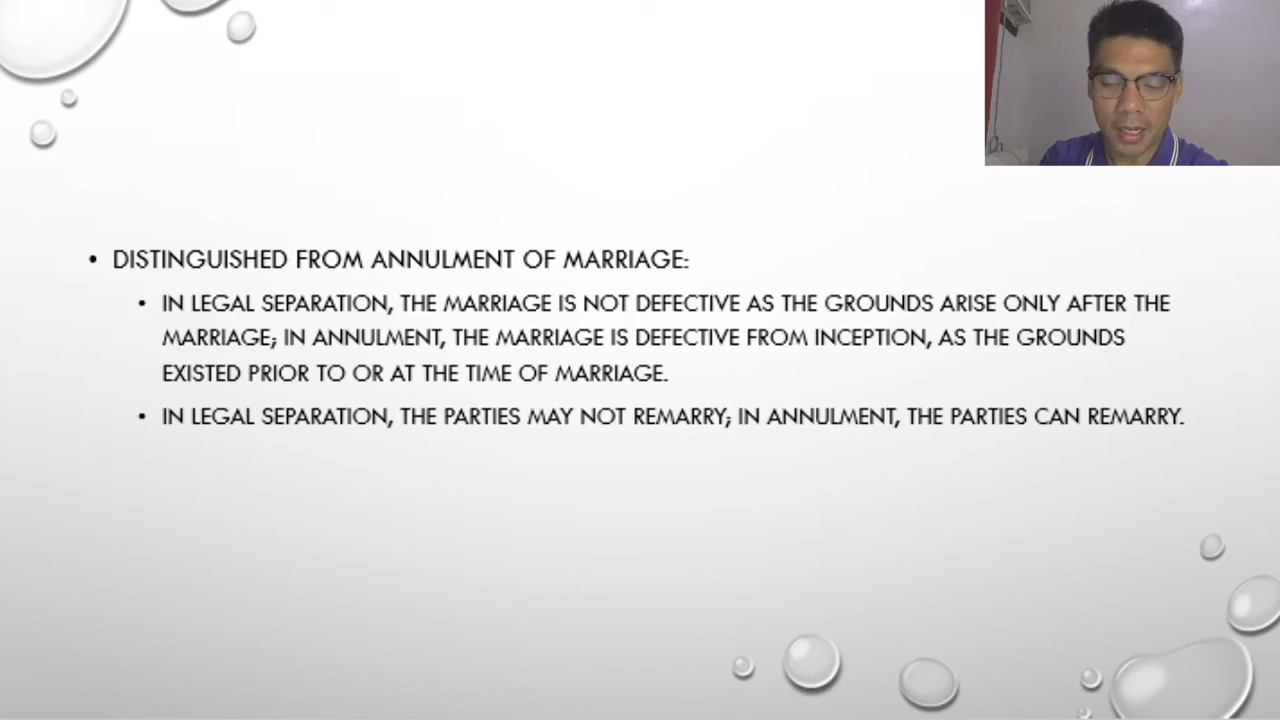 • DISTINGUISHED FROM ANNULMENT OF MARRIAGE:
• IN LEGAL SEPARATION, THE MARRIAGE IS NOT DEFECTIVE AS THE GROUNDS ARISE ONLY AFTER THE
MARRIAGE; IN ANNULMENT, THE MARRIAGE IS DEFECTIVE FROM INCEPTION, AS THE GROUNDS
EXISTED PRIOR TO OR AT THE TIME OF MARRIAGE.
• IN LEGAL SEPARATION, THE PARTIES MAY NOT REMARRY; IN ANNULMENT, THE PARTIES CAN REMARRY.